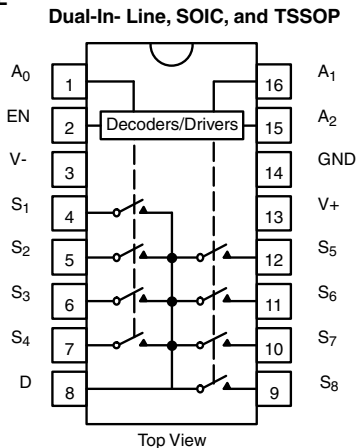 Dual-In- Line, SOIC, and TSSOP
A0 1 16 A1
EN 2 Decoders/Drivers 15 A2
V- 3 14 GND
S1 4 13 V+
S2 5 12 S5
S3 6 11 S6
S4 7 10 S7
D 8 9 S8
Top View